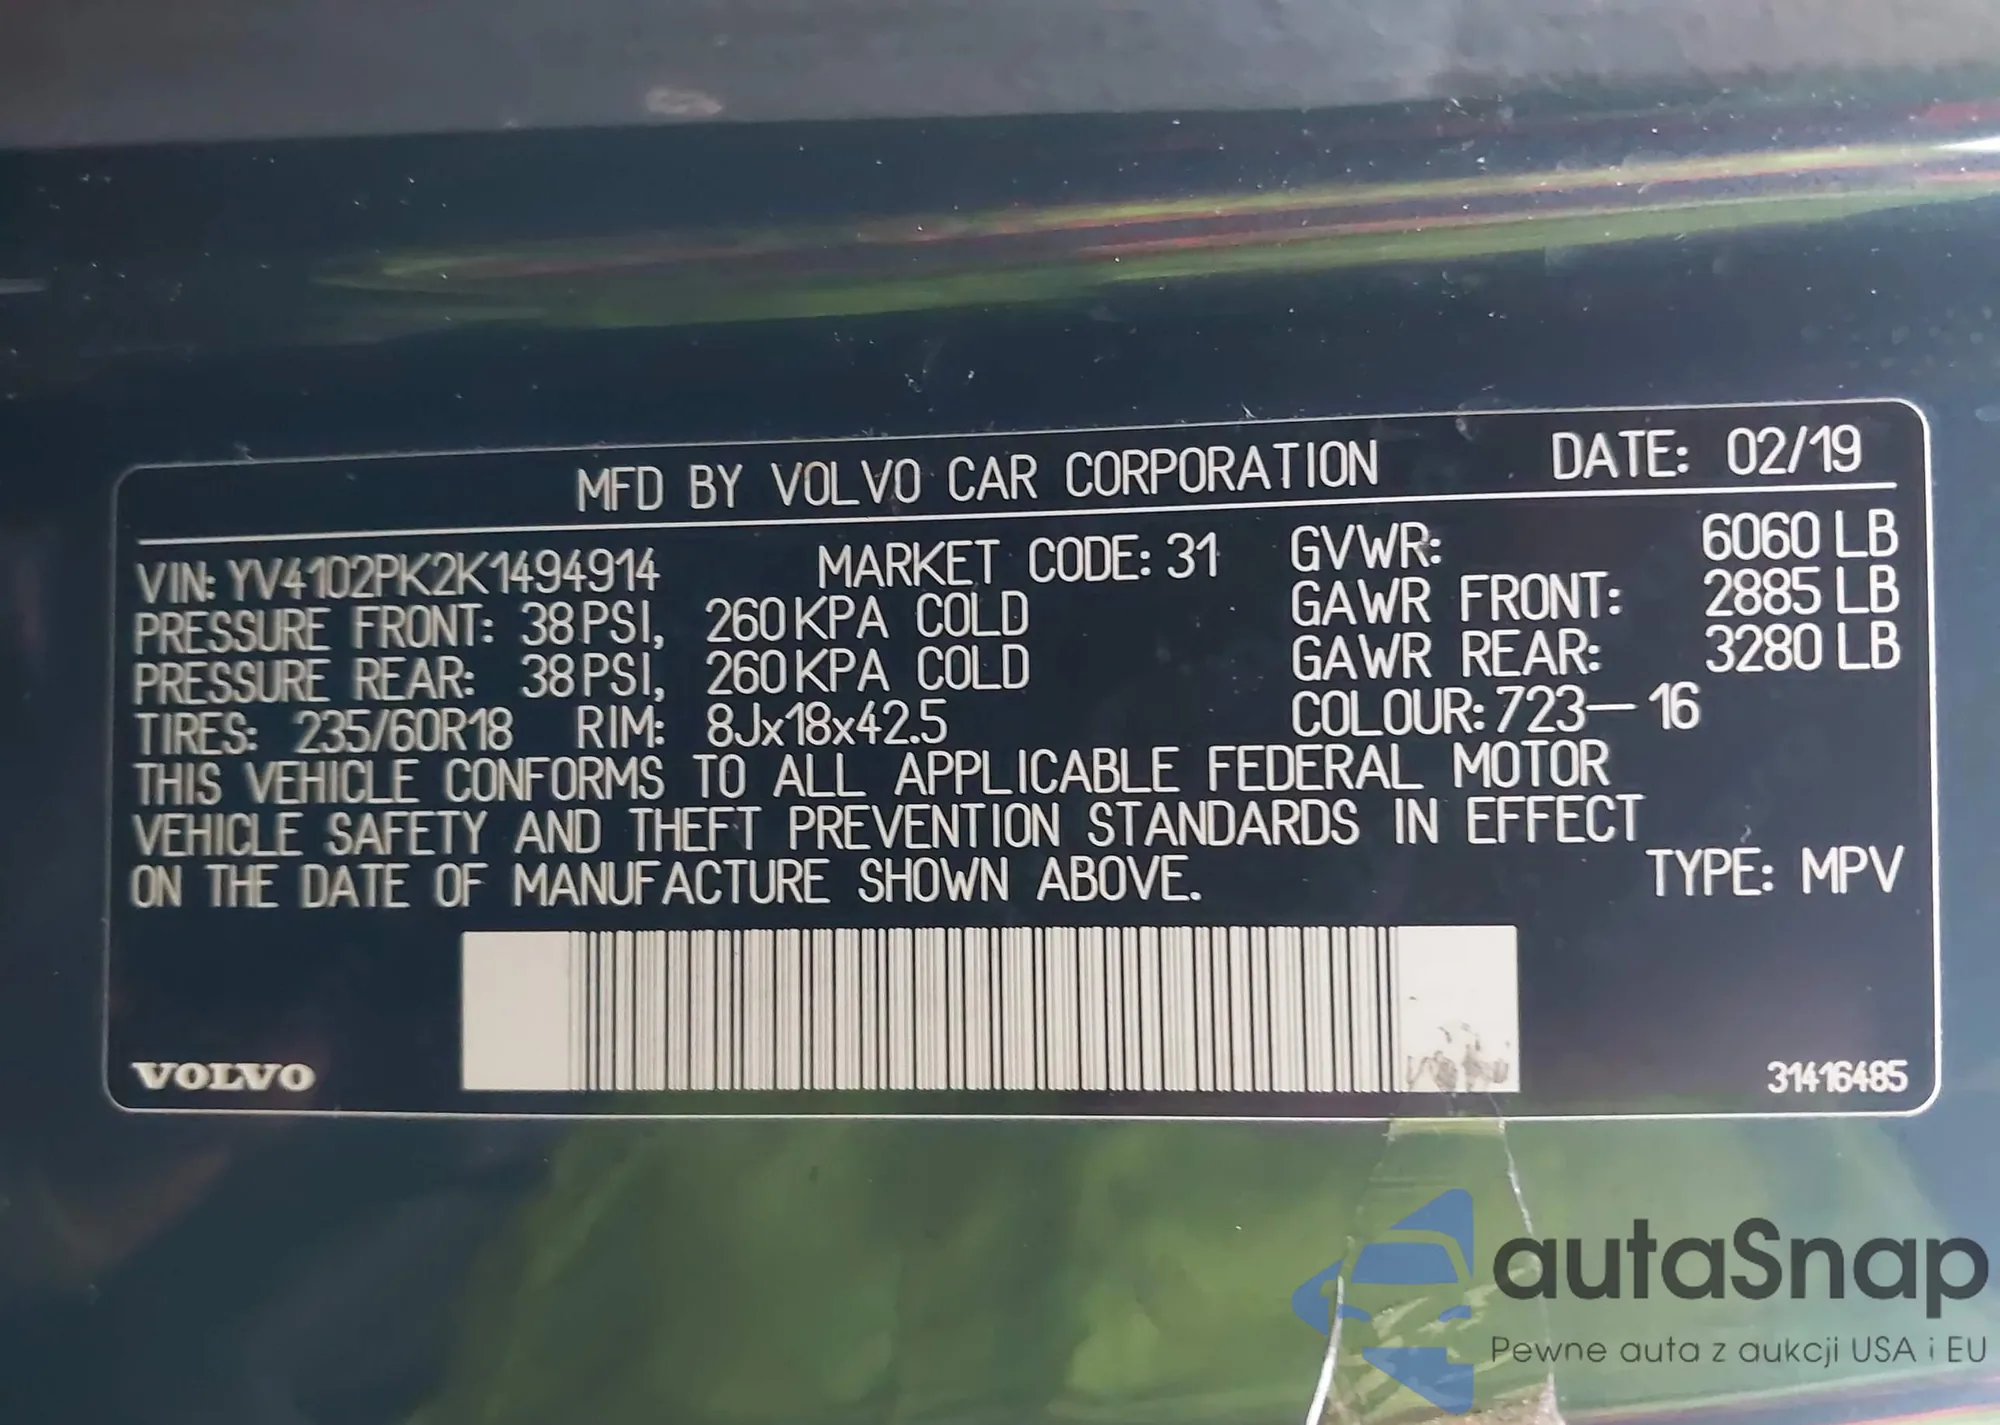 MFD BY VOLVO CAR CORPORATION DATE: 02/19
VIN: YV4102PK2K1494914 MARKET CODE: 31 GVWR: 6060 LB
PRESSURE FRONT: 38 PSI, 260 KPA COLD GAWR FRONT: 2885 LB
PRESSURE REAR: 38 PSI, 260 KPA COLD GAWR REAR: 3280 LB
TIRES: 235/60R18 RIM: 8Jx18x42.5 COLOUR: 723-16
THIS VEHICLE CONFORMS TO ALL APPLICABLE FEDERAL MOTOR
VEHICLE SAFETY AND THEFT PREVENTION STANDARDS IN EFFECT
ON THE DATE OF MANUFACTURE SHOWN ABOVE. TYPE: MPV
VOLVO 31416485
autaSnap
Pewne auta z aukcji USA i EU